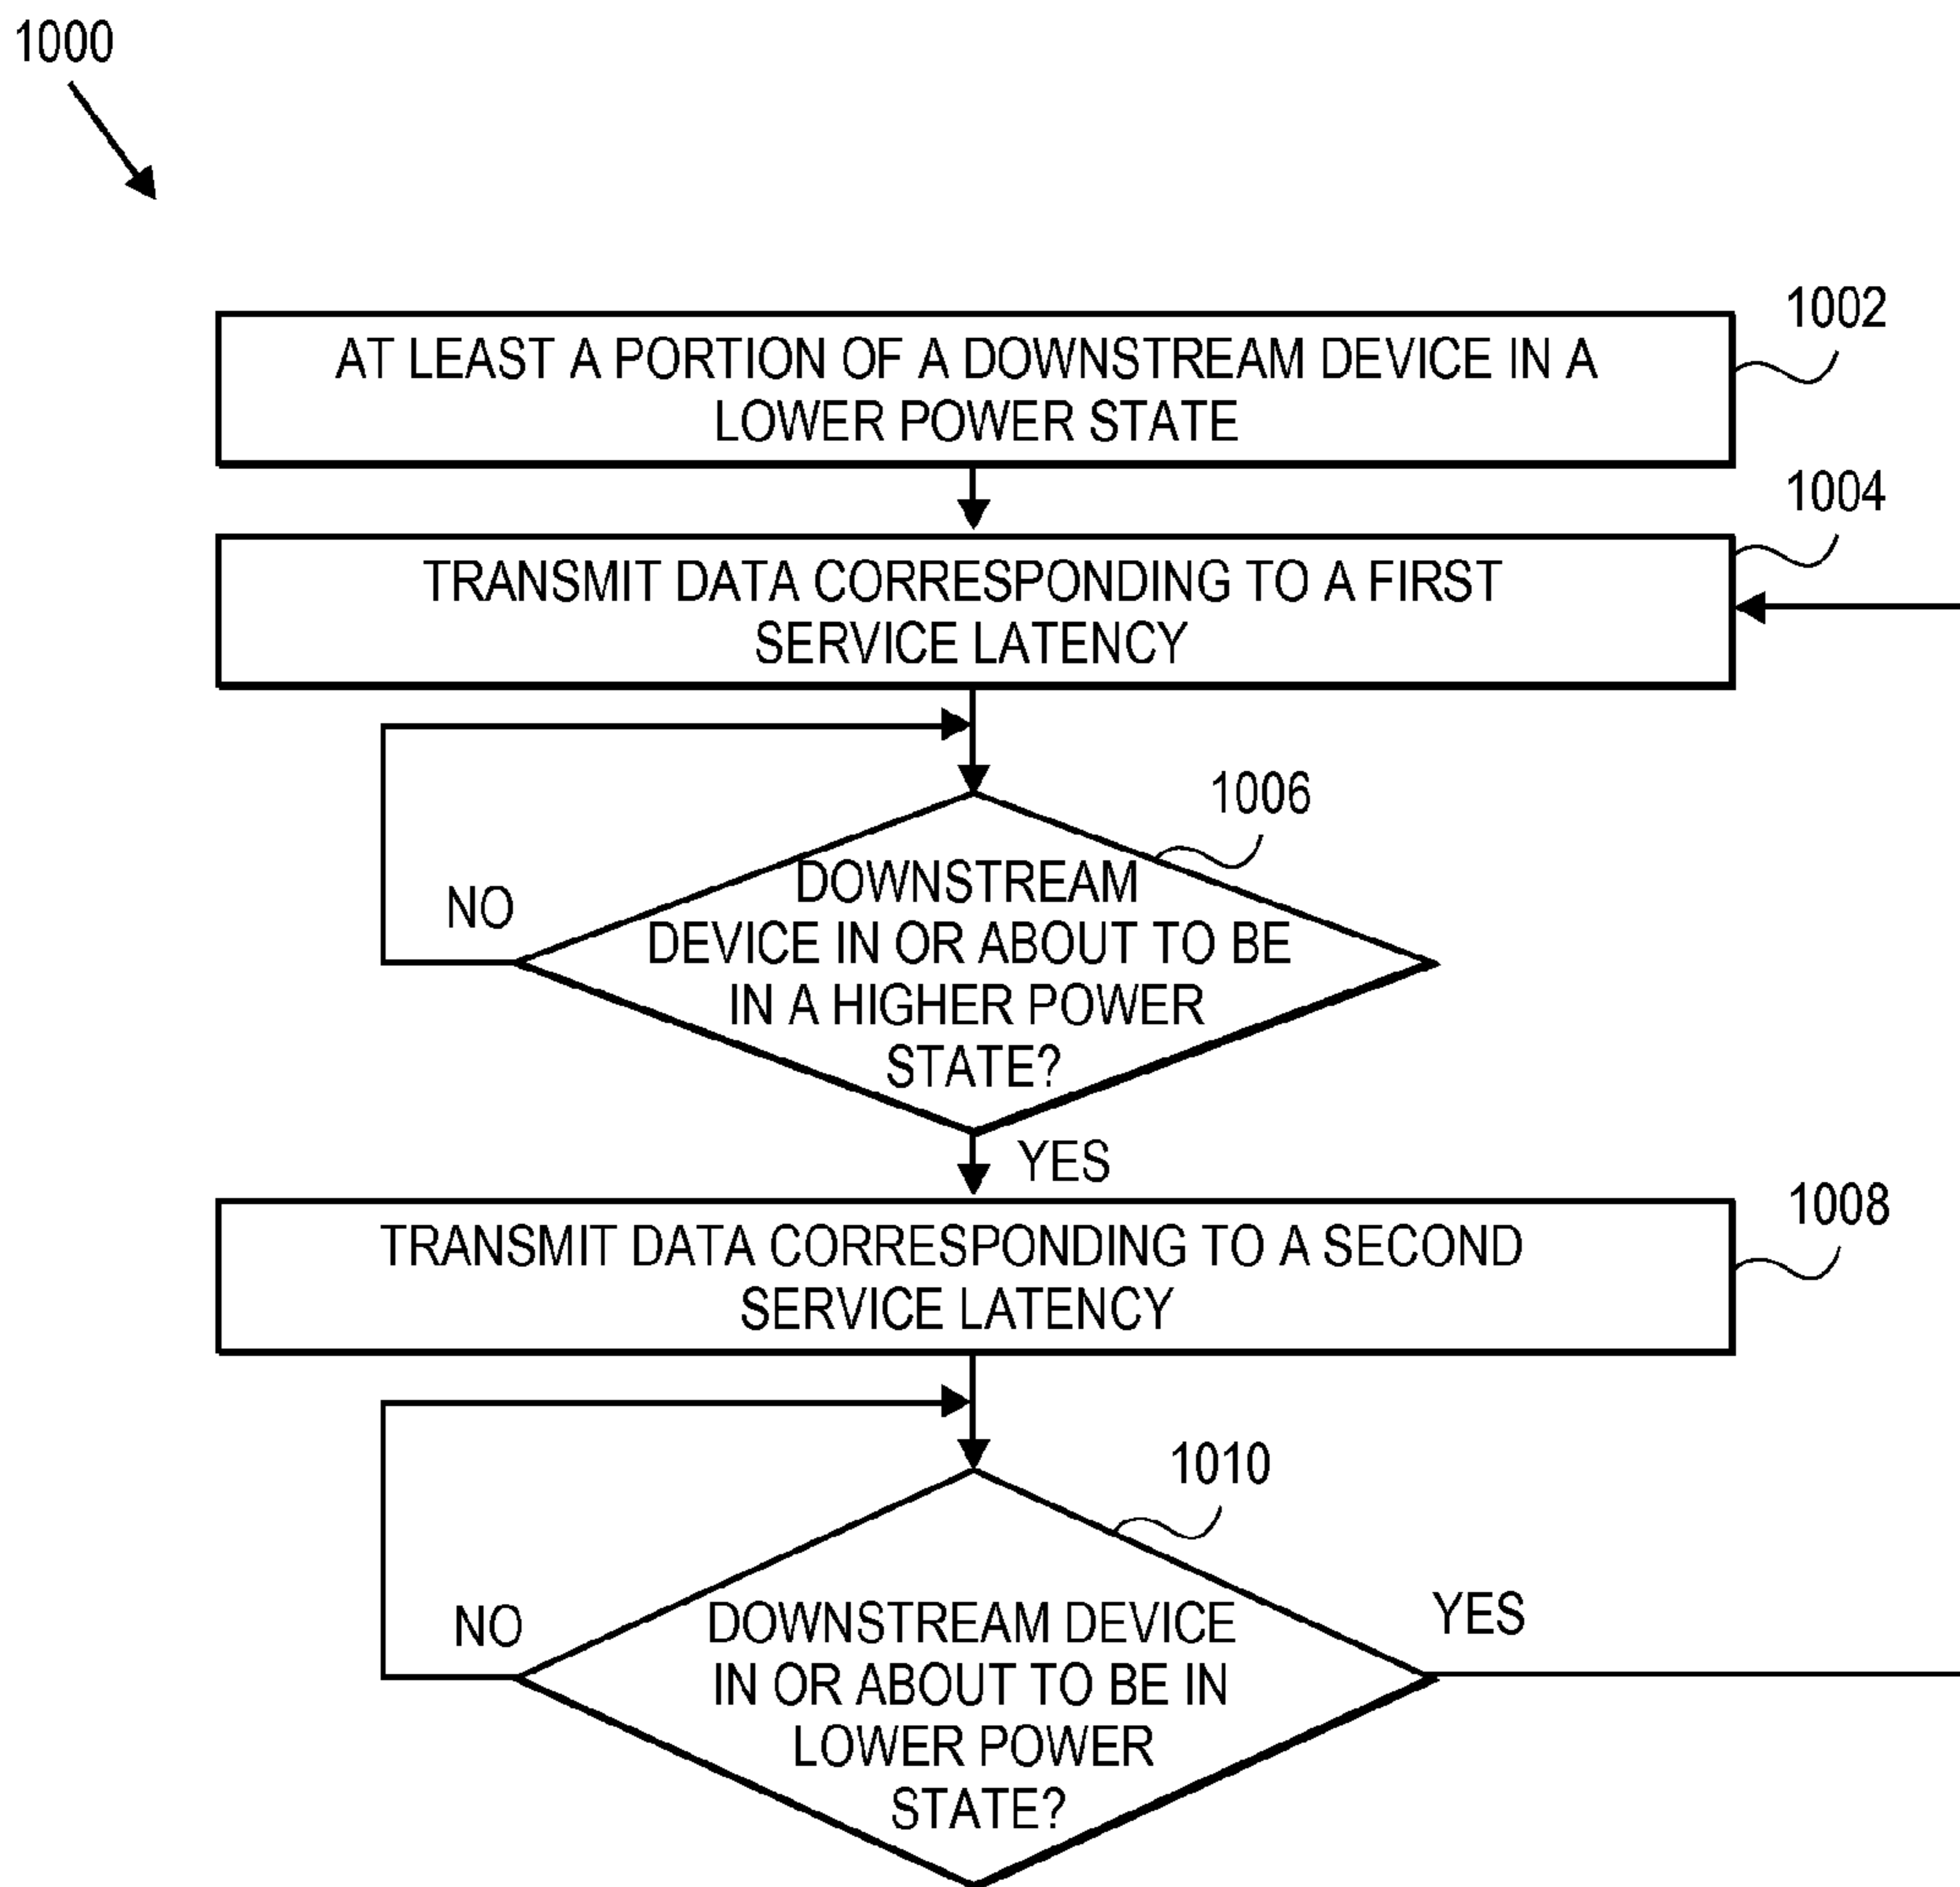 1000
1002
AT LEAST A PORTION OF A DOWNSTREAM DEVICE IN A
LOWER POWER STATE
1004
TRANSMIT DATA CORRESPONDING TO A FIRST
SERVICE LATENCY
1006
NO
DOWNSTREAM
DEVICE IN OR ABOUT TO BE
IN A HIGHER POWER
STATE?
YES
1008
TRANSMIT DATA CORRESPONDING TO A SECOND
SERVICE LATENCY
1010
NO
DOWNSTREAM DEVICE
IN OR ABOUT TO BE IN
LOWER POWER
STATE?
YES